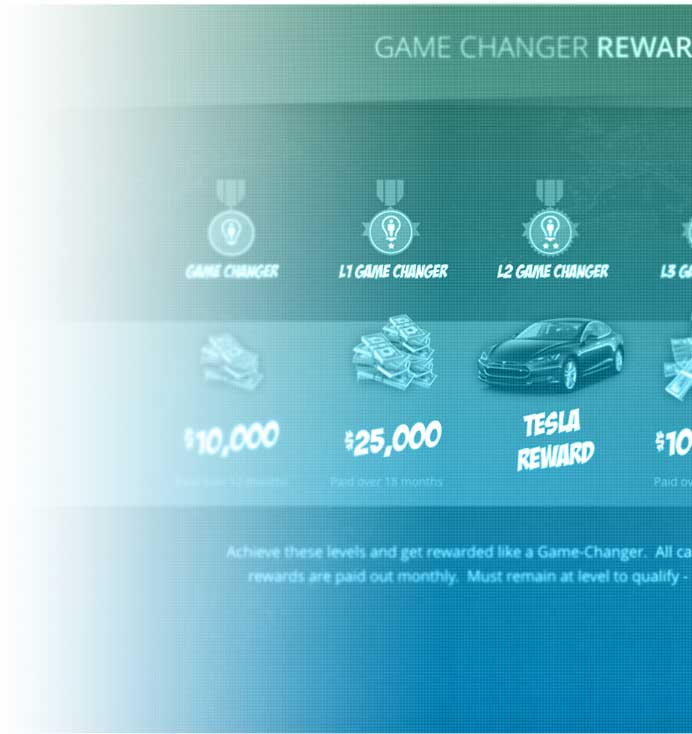 GAME CHANGER REWAR
GAME CHANGER
L1 GAME CHANGER
L2 GAME CHANGER
L3 GA
$10,000
$25,000
TESLA
REWARD
$10
Paid over 12 months
Paid over 18 months
Paid ov
Achieve these levels and get rewarded like a Game-Changer. All ca
rewards are paid out monthly. Must remain at level to qualify -